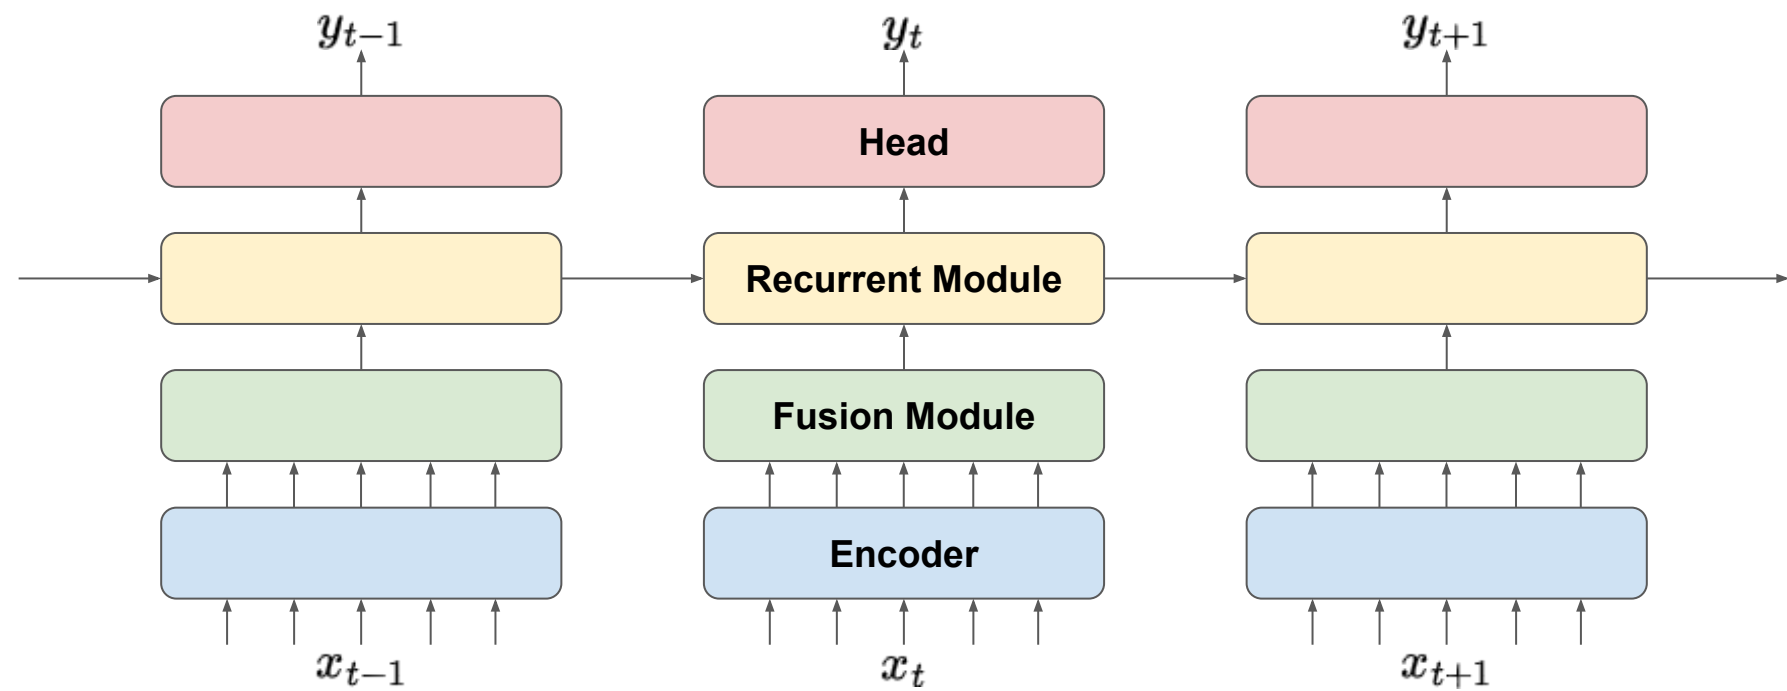 y_{t-1} y_t y_{t+1}
Head
Recurrent Module
Fusion Module
Encoder
x_{t-1} x_t x_{t+1}